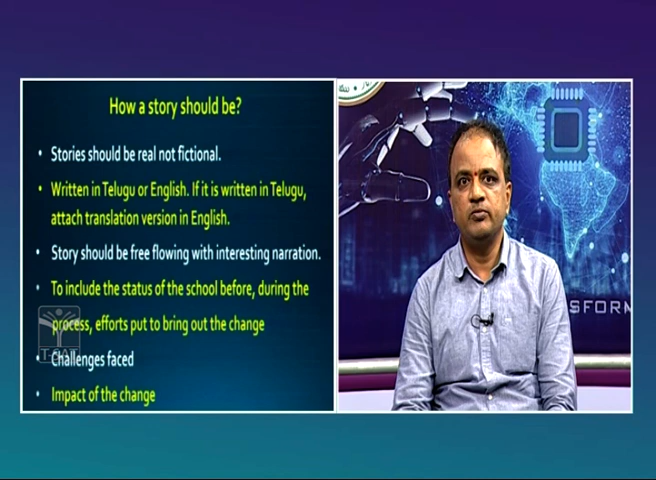 How a story should be?
• Stories should be real not fictional.
• Written in Telugu or English. If it is written in Telugu,
attach translation version in English.
• Story should be free flowing with interesting narration.
• To include the status of the school before, during the
process, efforts put to bring out the change
• Challenges faced
• Impact of the change
T-SAT
NSFORM